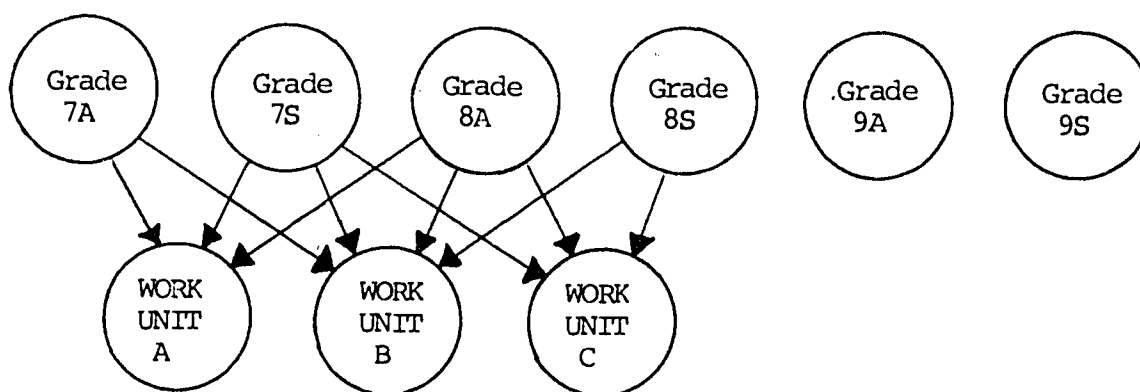 Grade
7A
Grade
7S
Grade
8A
Grade
8S
.Grade
9A
Grade
9S
WORK
UNIT
A
WORK
UNIT
B
WORK
UNIT
C